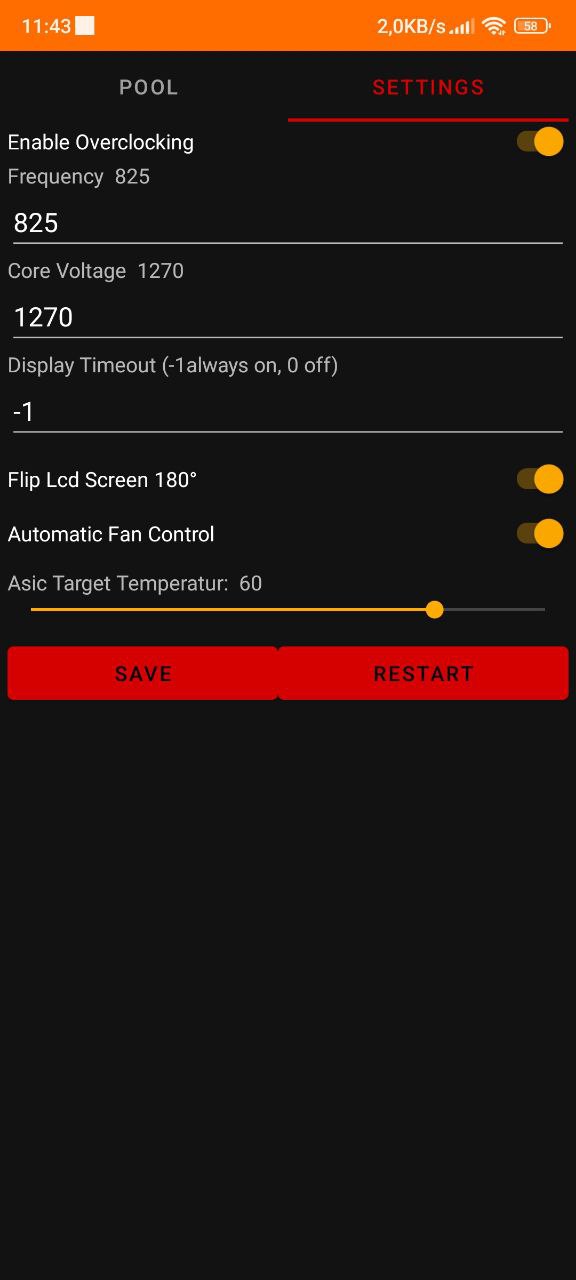 11:43 2,0KB/s 58
POOL SETTINGS
Enable Overclocking
Frequency 825
825
Core Voltage 1270
1270
Display Timeout (-1always on, 0 off)
-1
Flip Lcd Screen 180°
Automatic Fan Control
Asic Target Temperatur: 60
SAVE RESTART